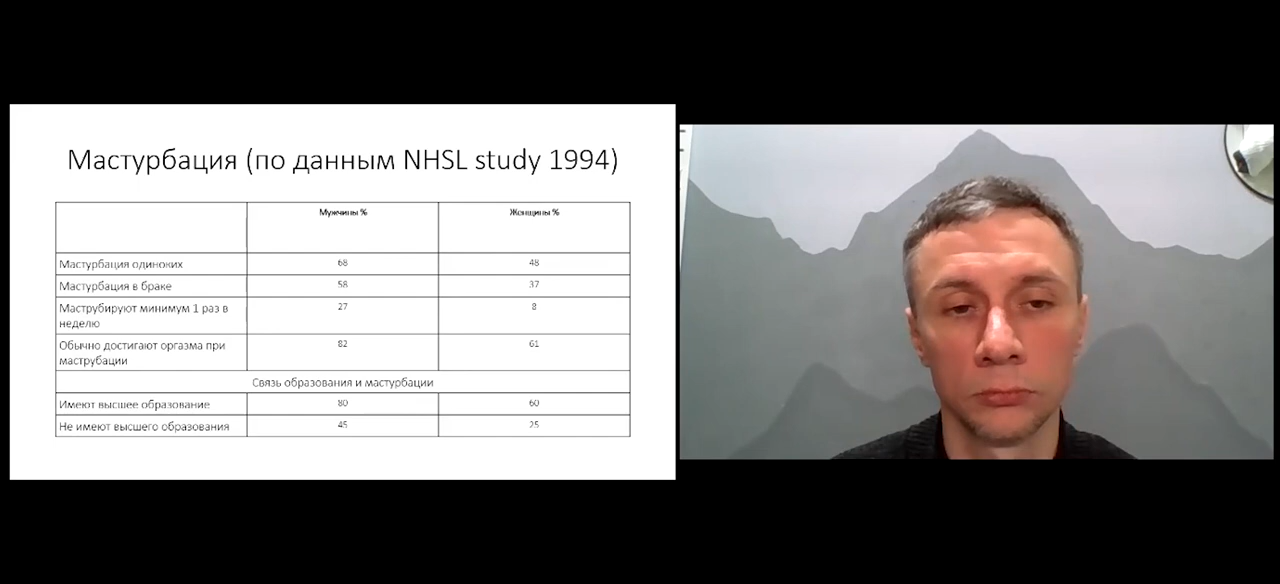 Мастурбация (по данным NHSL study 1994)
Мужчины % Женщины %
Мастурбация одиноких 68 48
Мастурбация в браке 58 37
Маструбируют минимум 1 раз в 27 8
неделю
Обычно достигают оргазма при 82 61
маструбации
Связь образования и мастурбации
Имеют высшее образование 80 60
Не имеют высшего образования 45 25